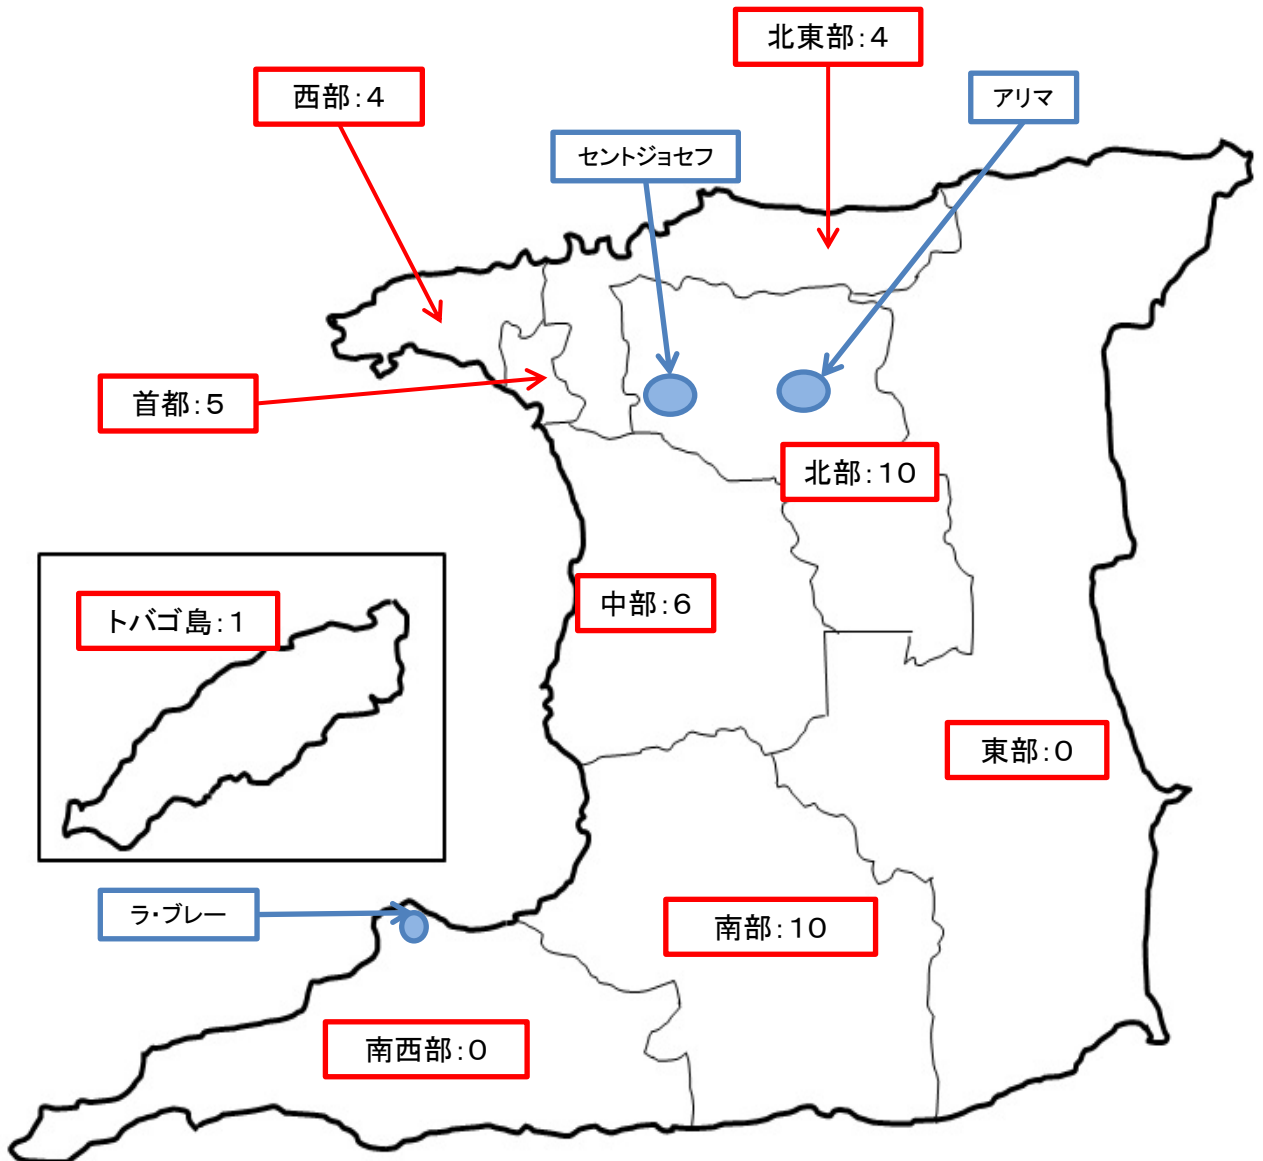 北東部：４
西部：４
アリマ
セントジョセフ
首都：５
北部：１０
中部：６
トバゴ島：１
東部：０
ラ・ブレー
南部：１０
南西部：０